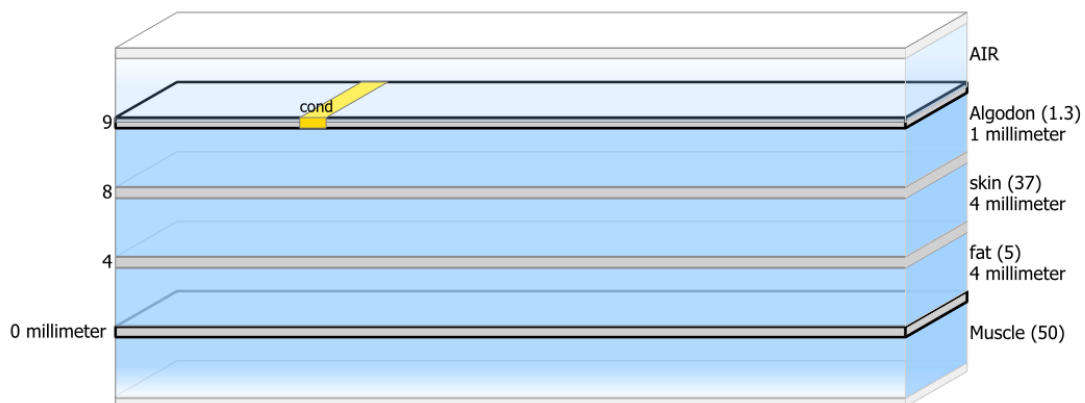 AIR
cond
9
Algodon (1.3)
1 millimeter
8
skin (37)
4 millimeter
4
fat (5)
4 millimeter
0 millimeter
Muscle (50)